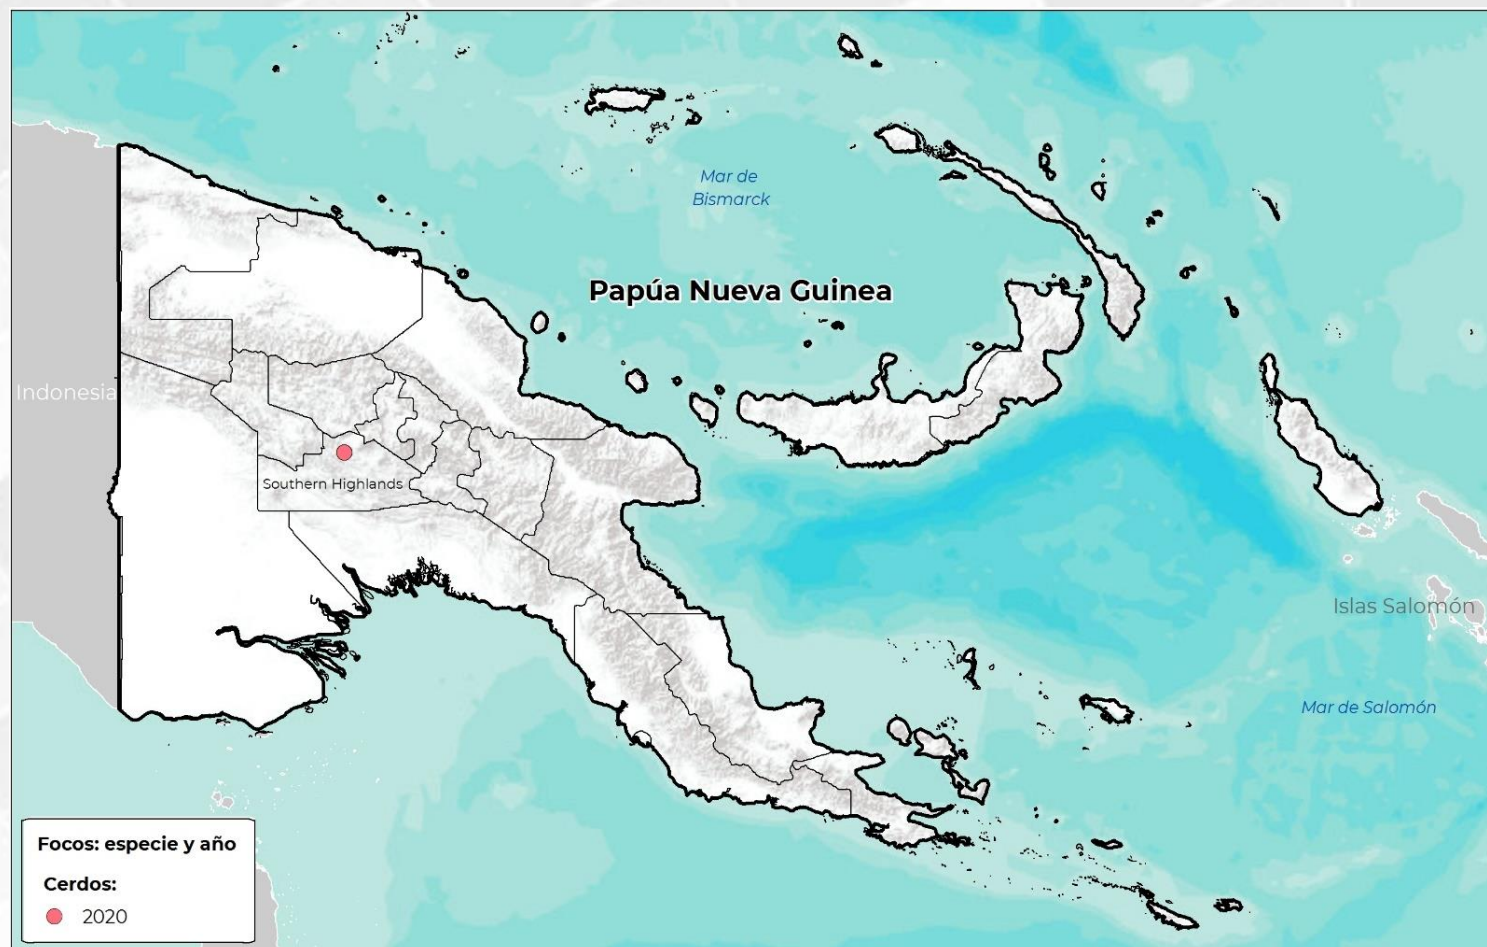 Mar de
Bismarck
Papúa Nueva Guinea
Indonesia
Southern Highlands
Islas Salomón
Mar de Salomón
Focos: especie y año
Cerdos:
2020